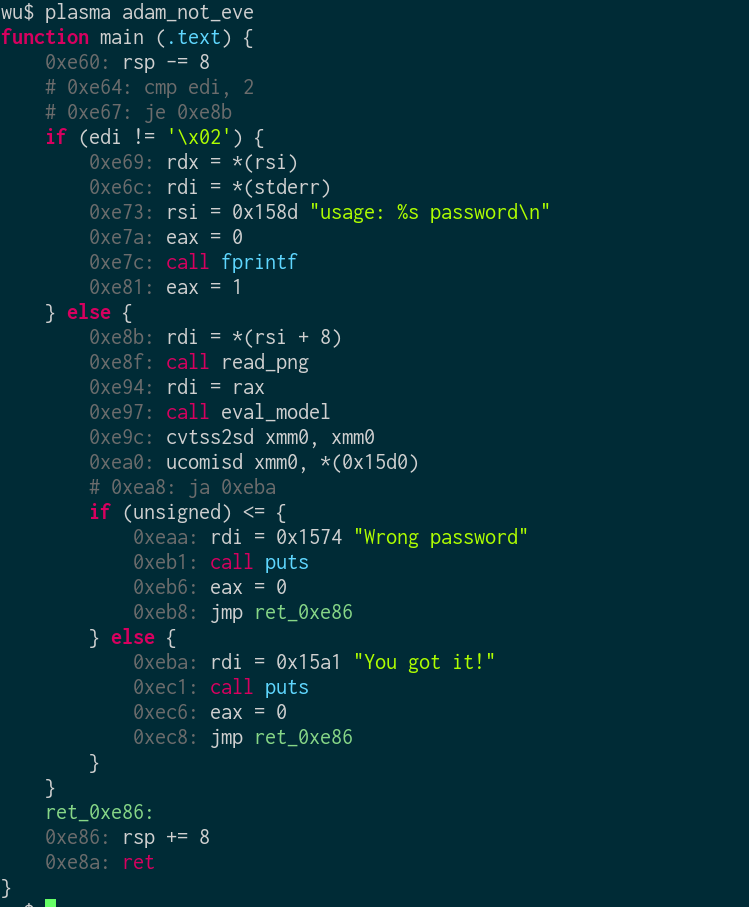 wu$ plasma adam_not_eve
function main (.text) {
    0xe60: rsp -= 8
    # 0xe64: cmp edi, 2
    # 0xe67: je 0xe8b
    if (edi != '\x02') {
        0xe69: rdx = *(rsi)
        0xe6c: rdi = *(stderr)
        0xe73: rsi = 0x158d "usage: %s password\n"
        0xe7a: eax = 0
        0xe7c: call fprintf
        0xe81: eax = 1
    } else {
        0xe8b: rdi = *(rsi + 8)
        0xe8f: call read_png
        0xe94: rdi = rax
        0xe97: call eval_model
        0xe9c: cvtss2sd xmm0, xmm0
        0xea0: ucomisd xmm0, *(0x15d0)
        # 0xea8: ja 0xeba
        if (unsigned) <= {
            0xeaa: rdi = 0x1574 "Wrong password"
            0xeb1: call puts
            0xeb6: eax = 0
            0xeb8: jmp ret_0xe86
        } else {
            0xeba: rdi = 0x15a1 "You got it!"
            0xec1: call puts
            0xec6: eax = 0
            0xec8: jmp ret_0xe86
        }
    }
    ret_0xe86:
    0xe86: rsp += 8
    0xe8a: ret
}